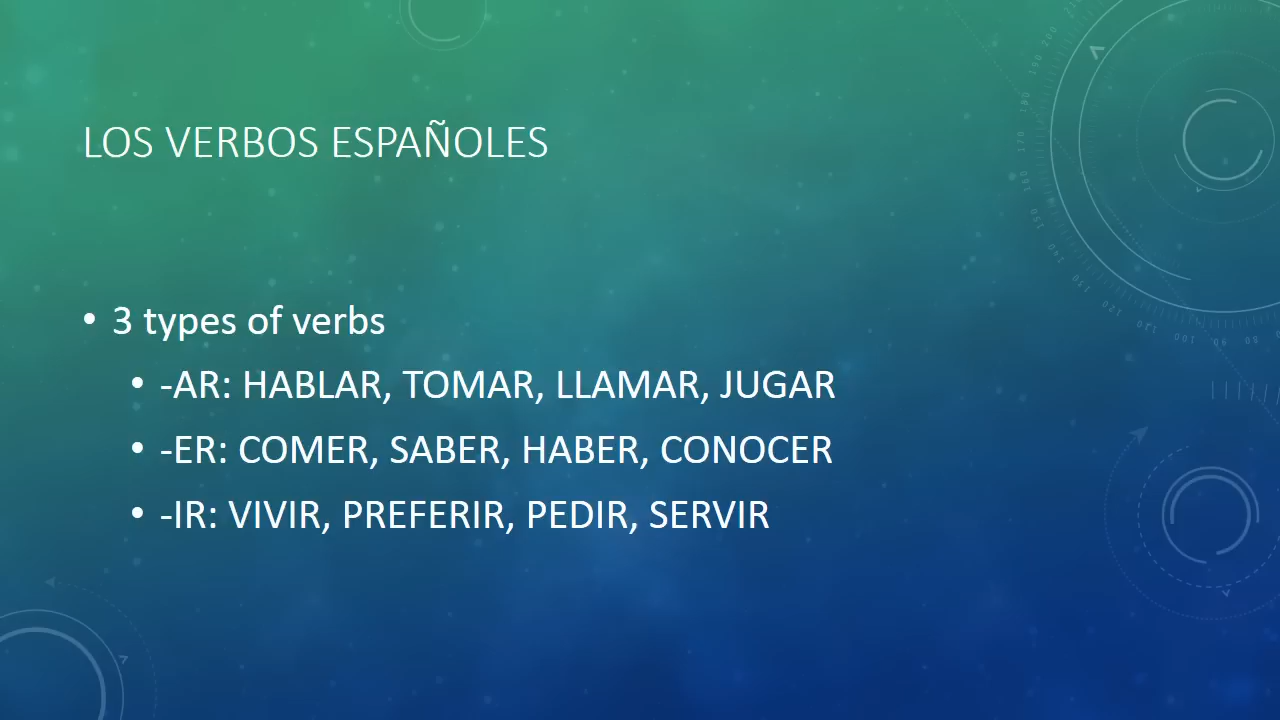 LOS VERBOS ESPAÑOLES
• 3 types of verbs
• -AR: HABLAR, TOMAR, LLAMAR, JUGAR
• -ER: COMER, SABER, HABER, CONOCER
• -IR: VIVIR, PREFERIR, PEDIR, SERVIR